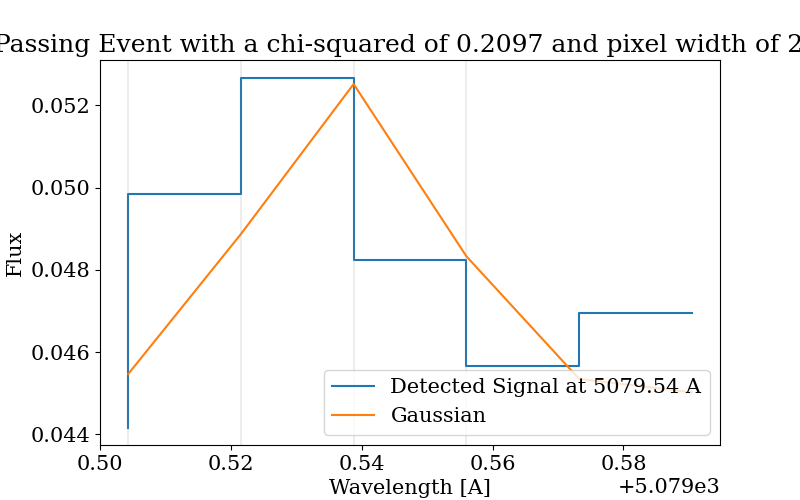 Passing Event with a chi-squared of 0.2097 and pixel width of 2
0.052
0.050
0.048
0.046
0.044
Flux
Detected Signal at 5079.54 A
Gaussian
0.50 0.52 0.54 0.56 0.58
Wavelength [A]
+5.079e3